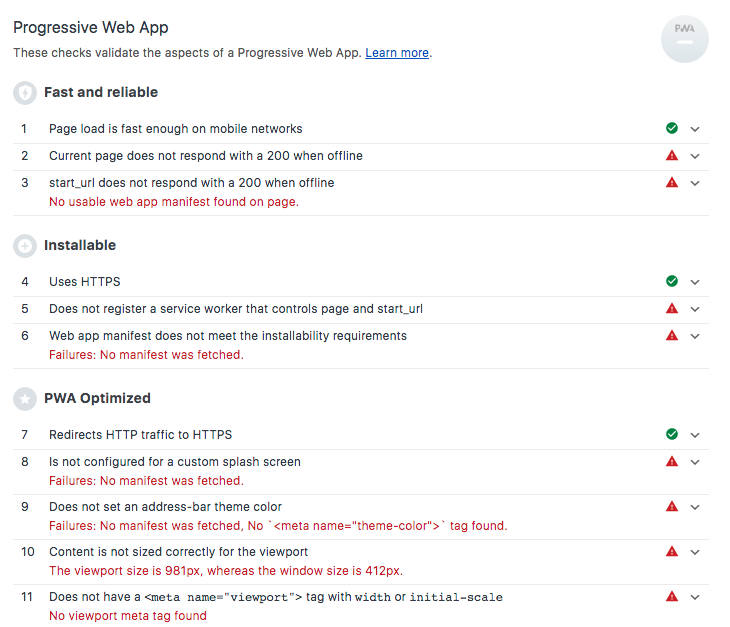 Progressive Web App
PWA
These checks validate the aspects of a Progressive Web App. Learn more.
Fast and reliable
1 Page load is fast enough on mobile networks
2 Current page does not respond with a 200 when offline
3 start_url does not respond with a 200 when offline
No usable web app manifest found on page.
Installable
4 Uses HTTPS
5 Does not register a service worker that controls page and start_url
6 Web app manifest does not meet the installability requirements
Failures: No manifest was fetched.
PWA Optimized
7 Redirects HTTP traffic to HTTPS
8 Is not configured for a custom splash screen
Failures: No manifest was fetched.
9 Does not set an address-bar theme color
Failures: No manifest was fetched, No `<meta name="theme-color">` tag found.
10 Content is not sized correctly for the viewport
The viewport size is 981px, whereas the window size is 412px.
11 Does not have a <meta name="viewport"> tag with width or initial-scale
No viewport meta tag found